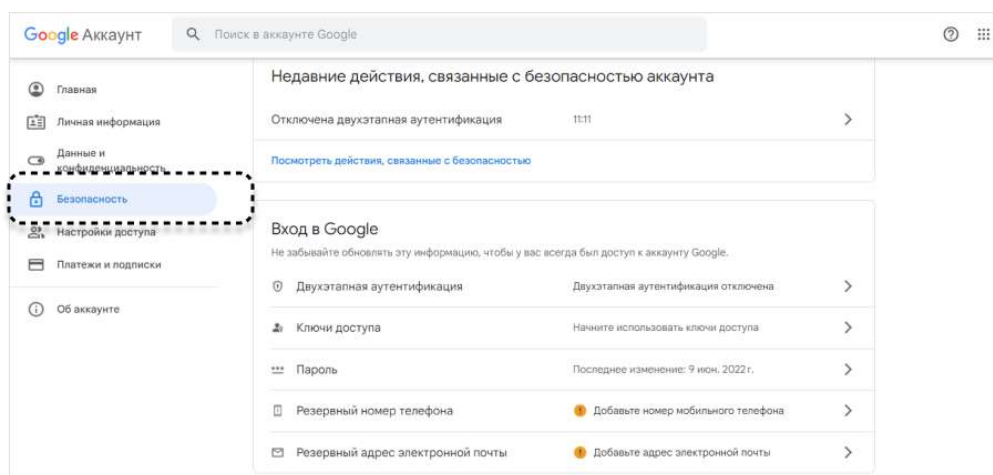 Google Аккаунт
Поиск в аккаунте Google
Главная
Личная информация
Данные и
конфиденциальность
Безопасность
Настройки доступа
Платежи и подписки
Об аккаунте
Недавние действия, связанные с безопасностью аккаунта
Отключена двухэтапная аутентификация 11:11
Посмотреть действия, связанные с безопасностью
Вход в Google
Не забывайте обновлять эту информацию, чтобы у вас всегда был доступ к аккаунту Google.
Двухэтапная аутентификация Двухэтапная аутентификация отключена
Ключи доступа Начните использовать ключи доступа
Пароль Последнее изменение: 9 июн. 2022 г.
Резервный номер телефона Добавьте номер мобильного телефона
Резервный адрес электронной почты Добавьте адрес электронной почты